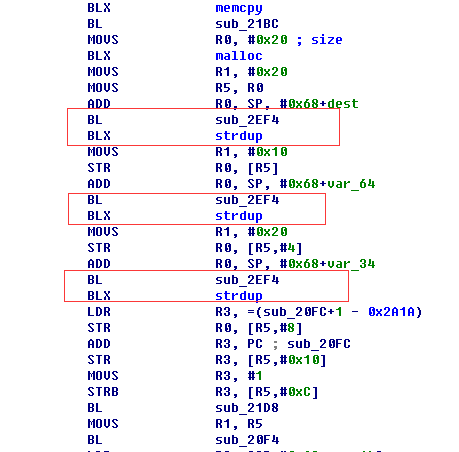 BLX memcpy
BL sub_21BC
MOVS R0, #0x20 ; size
BLX malloc
MOVS R1, #0x20
MOVS R5, R0
ADD R0, SP, #0x68+dest
BL sub_2EF4
BLX strdup
MOVS R1, #0x10
STR R0, [R5]
ADD R0, SP, #0x68+var_64
BL sub_2EF4
BLX strdup
MOVS R1, #0x20
STR R0, [R5,#4]
ADD R0, SP, #0x68+var_34
BL sub_2EF4
BLX strdup
LDR R3, =(sub_20FC+1 - 0x2A1A)
STR R0, [R5,#8]
ADD R3, PC ; sub_20FC
STR R3, [R5,#0x10]
MOVS R3, #1
STRB R3, [R5,#0xC]
BL sub_21D8
MOVS R1, R5
BL sub_20F4